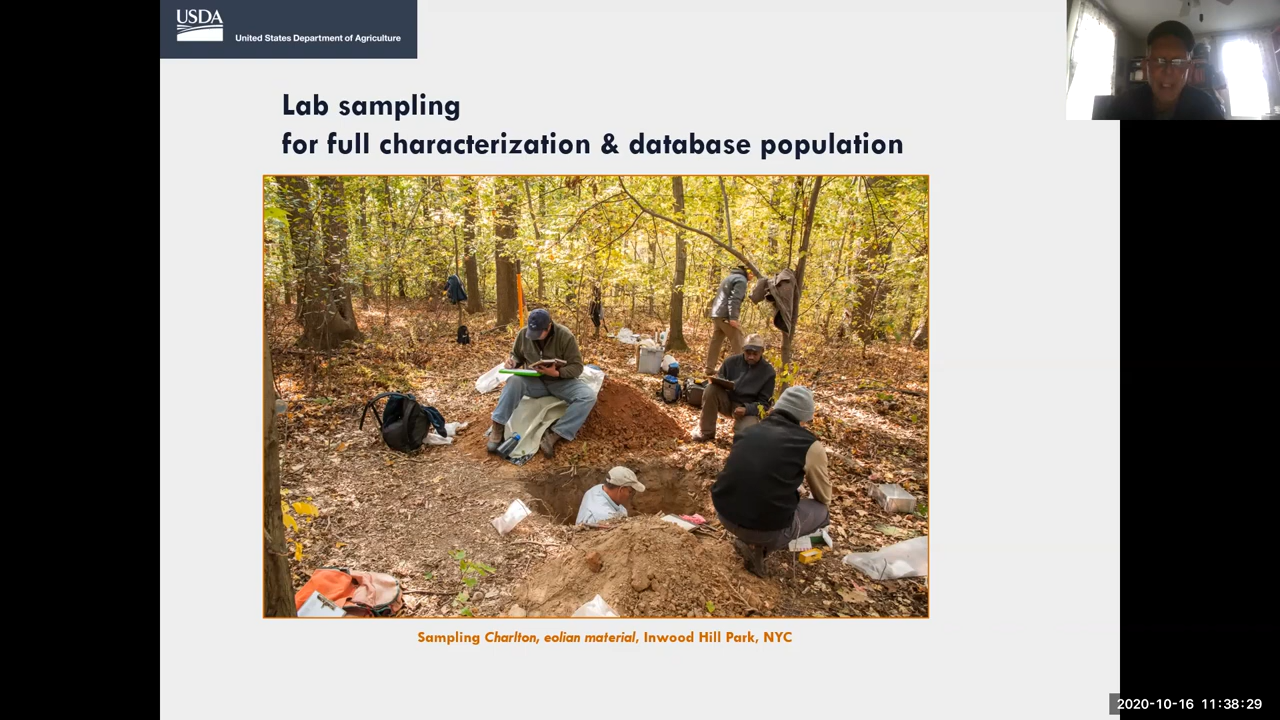 USDA
United States Department of Agriculture
Lab sampling
for full characterization & database population
Sampling Charlton, eolian material, Inwood Hill Park, NYC
2020-10-16 11:38:29